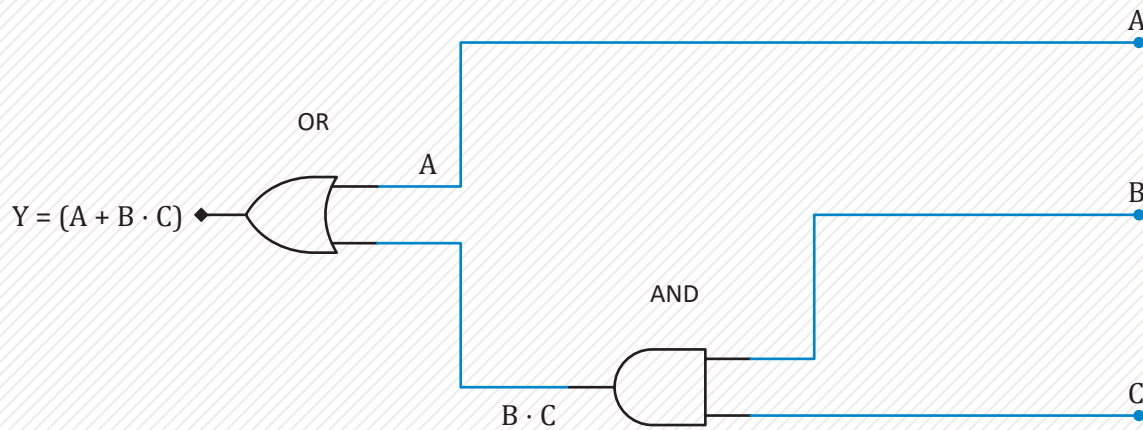 A
OR
A
Y = (A + B · C)
B
AND
B · C
C